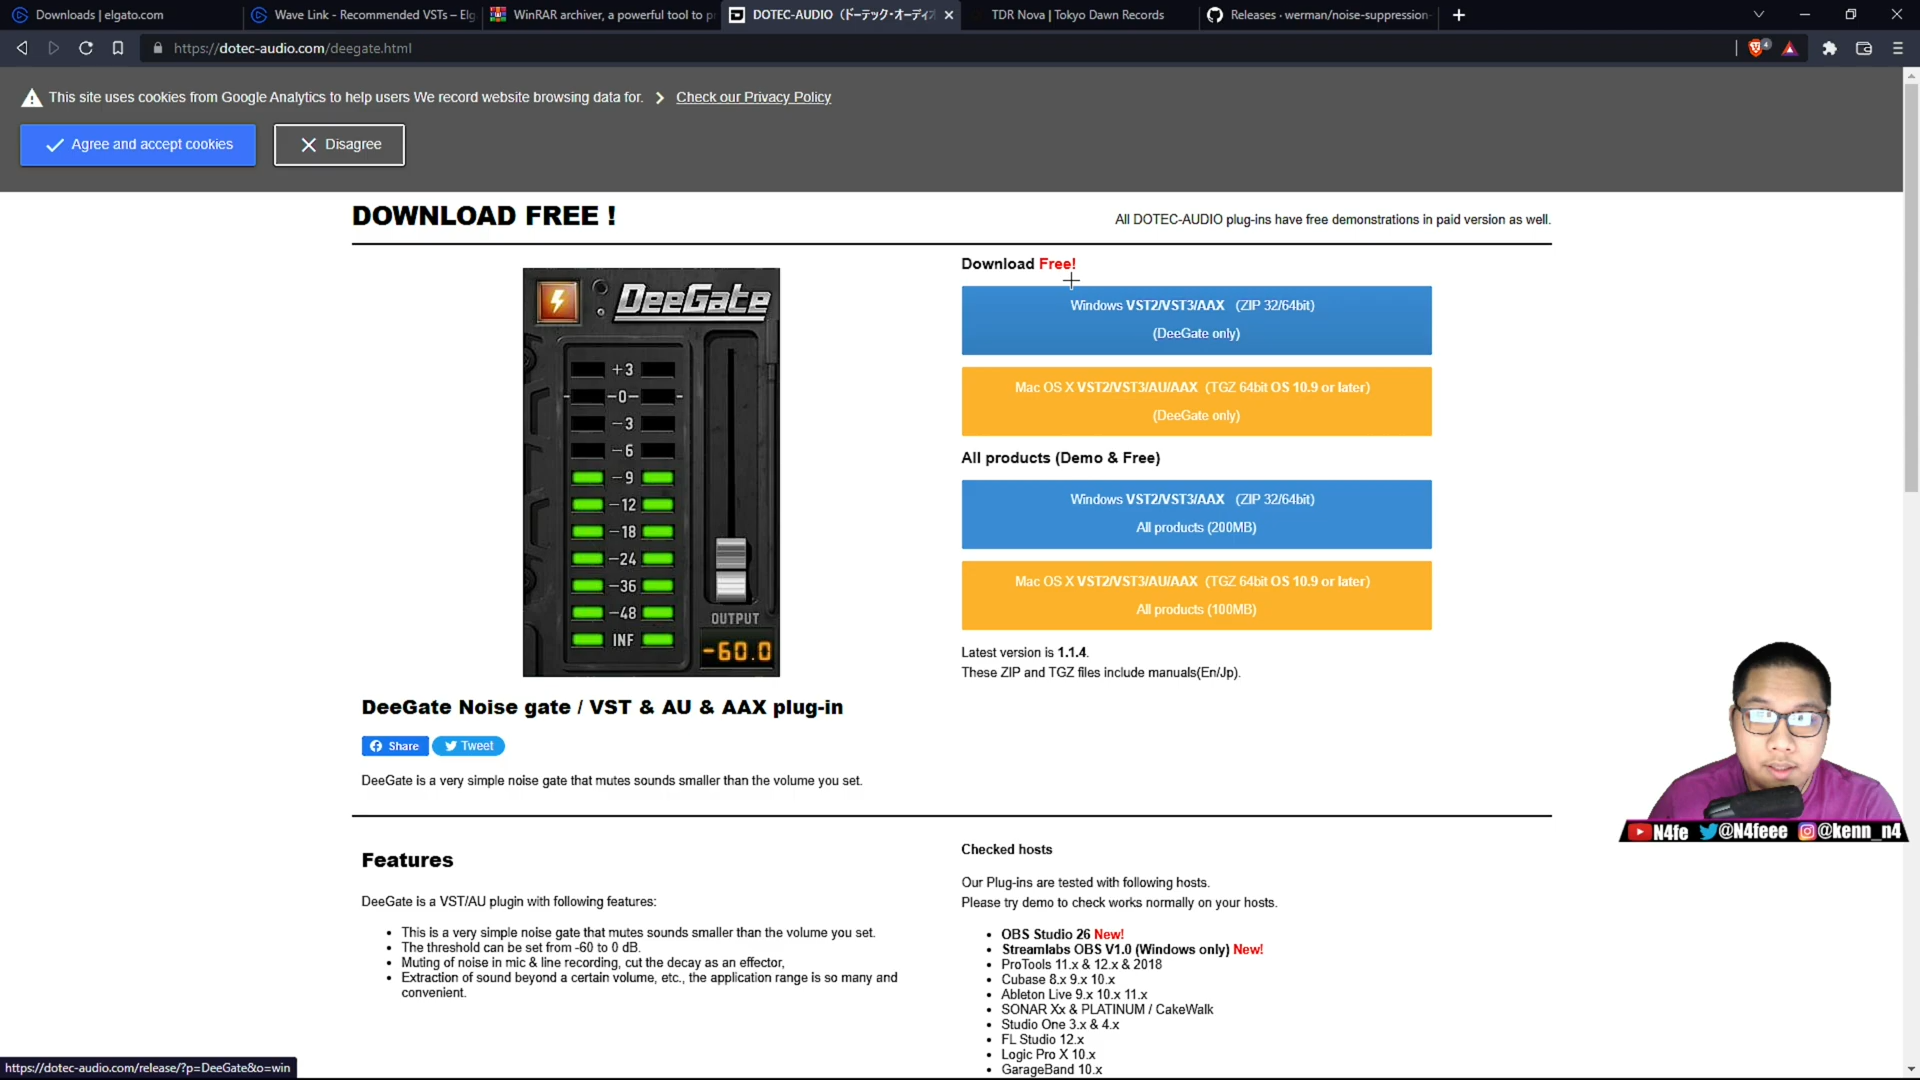 Downloads | elgato.com
Wave Link - Recommended VSTs – Elg
WinRAR archiver, a powerful tool to p
DOTEC-AUDIO（ドーテック・オーディオ
TDR Nova | Tokyo Dawn Records
Releases · werman/noise-suppression-
https://dotec-audio.com/deegate.html
4
This site uses cookies from Google Analytics to help users We record website browsing data for.
Check our Privacy Policy
Agree and accept cookies
Disagree
DOWNLOAD FREE !
All DOTEC-AUDIO plug-ins have free demonstrations in paid version as well.
Download Free!
Windows VST2/VST3/AAX (ZIP 32/64bit)
(DeeGate only)
Mac OS X VST2/VST3/AU/AAX (TGZ 64bit OS 10.9 or later)
(DeeGate only)
All products (Demo & Free)
Windows VST2/VST3/AAX (ZIP 32/64bit)
All products (200MB)
Mac OS X VST2/VST3/AU/AAX (TGZ 64bit OS 10.9 or later)
All products (100MB)
Latest version is 1.1.4.
These ZIP and TGZ files include manuals(En/Jp).
DeeGate
+3
-0-
-3
-6
-9
-12
-18
-24
-36
-48
INF
OUTPUT
-60.0
DeeGate Noise gate / VST & AU & AAX plug-in
Share
Tweet
DeeGate is a very simple noise gate that mutes sounds smaller than the volume you set.
Features
DeeGate is a VST/AU plugin with following features:
• This is a very simple noise gate that mutes sounds smaller than the volume you set.
• The threshold can be set from -60 to 0 dB.
• Muting of noise in mic & line recording, cut the decay as an effector,
• Extraction of sound beyond a certain volume, etc., the application range is so many and
convenient.
Checked hosts
Our Plug-ins are tested with following hosts.
Please try demo to check works normally on your hosts.
• OBS Studio 26 New!
• Streamlabs OBS V1.0 (Windows only) New!
• ProTools 11.x & 12.x & 2018
• Cubase 8.x 9.x 10.x
• Ableton Live 9.x 10.x 11.x
• SONAR Xx & PLATINUM / CakeWalk
• Studio One 3.x & 4.x
• FL Studio 12.x
• Logic Pro X 10.x
• GarageBand 10.x
N4fe @N4feee @kenn_n4
https://dotec-audio.com/release/?p=DeeGate&o=win